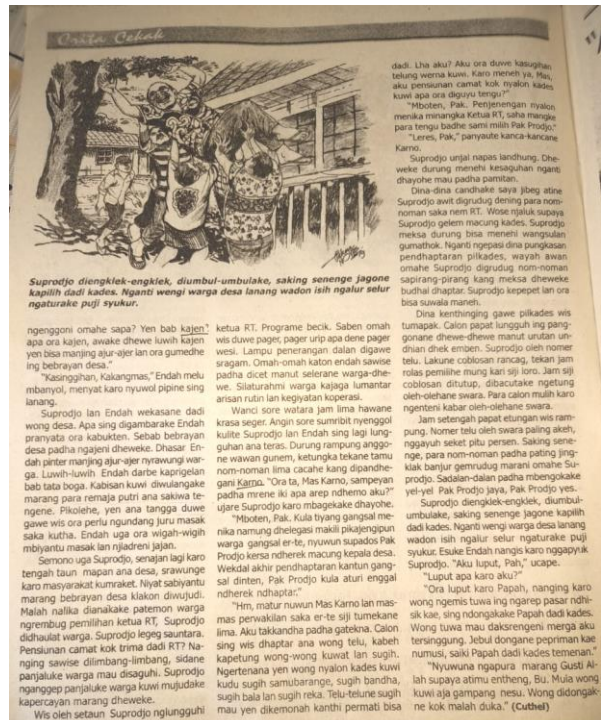 Crita Cekak
Suprodjo diengklek-engklek, diumbul-umbulake, saking senenge jagone
kapilih dadi kades. Nganti wengi warga desa lanang wadon isih ngalur selur
ngaturake puji syukur.
ngenggoni omahe sapa? Yen bab kajen
apa ora kajen, awake dhewe luwih kajen
yen bisa manjing ajur-ajer lan ora gumedhe
ing bebrayan desa."
"Kasinggihan, Kakangmas," Endah melu
mbanyol, menyat karo nyuwol pipine sing
lanang.
Suprodjo lan Endah wekasane dadi
wong desa. Apa sing digambarake Endah
pranyata ora kabukten. Sebab bebrayan
desa padha ngajeni dheweke. Dhasar En-
dah pinter manjing ajur-ajer nyrawungi war-
ga. Luwih-luwih Endah darbe kaprigelan
bab tata boga. Kabisan kuwi diwulangake
marang para remaja putri ana sakiwa te-
ngene. Pikolehe, yen ana tangga duwe
gawe wis ora perlu ngundang juru masak
saka kutha. Endah uga ora wigah-wigih
mbiyantu masak lan njladreni jajan.
Semono uga Suprodjo, senajan lagi karo
tengah taun mapan ana desa, srawunge
karo masyarakat kumraket. Niyat sabiyantu
marang bebrayan desa klakon diwujudi.
Malah nalika dianakake patemon warga
ngrembug pemilihan ketua RT, Suprodjo
didhaulat warga. Suprodjo legeg sauntara.
Pensiunan camat kok trima dadi RT? Na-
nging sawise dilimbang-limbang, sidane
panjaluke warga mau disaguhi. Suprodjo
nganggep panjaluke warga kuwi mujudake
kapercayan marang dheweke.
Wis oleh setaun Suprodjo nglungguhi
ketua RT. Programe becik. Saben omah
wis duwe pager, pager urip apa dene pager
wesi. Lampu penerangan dalan digawe
sragam. Omah-omah katon endah sawise
padha dicet manut selerane warga-dhe-
we. Silaturahmi warga kajaga lumantar
arisan rutin lan kegiyatan koperasi.
Wanci sore watara jam lima hawane
krasa seger. Angin sore sumribit nyenggol
kulite Suprodjo lan Endah sing lagi lung-
guhan ana teras. Durung rampung anggo-
ne wawan gunem, ketungka tekane tamu
nom-noman lima cacahe kang dipandhe-
gani Karno. "Ora ta, Mas Karno, sampeyan
padha mrene iki apa arep ndhemo aku?"
ujare Suprodjo karo mbagekake dhayohe.
"Mboten, Pak. Kula tiyang gangsal me-
nika namung dhelegasi makili pikajengipun
warga gangsal er-te, nyuwun supados Pak
Prodjo kersa ndherek macung kepala desa.
Wekdal akhir pendhaptaran kantun gang-
sal dinten, Pak Prodjo kula aturi enggal
ndherek ndhaptar."
"Hm, matur nuwun Mas Karno lan mas-
mas perwakilan saka er-te siji tumekane
lima. Aku takkandha padha gatekna. Calon
sing wis dhaptar ana wong telu, kabeh
kapetung wong-wong kuwat lan sugih.
Ngertenana yen wong nyalon kades kuwi
kudu sugih samubarange, sugih bandha,
sugih bala lan sugih reka. Telu-telune sugih
mau yen dikemonah kanthi permati bisa
dadi. Lha aku? Aku ora duwe kasugihan
telung werna kuwi. Karo meneh ya, Mas,
aku pensiunan camat kok nyalon kades
kuwi apa ora diguyu tengu?"
"Mboten, Pak. Penjenengan nyalon
menika minangka Ketua RT, saha mangke
para tengu badhe sami milih Pak Prodjo."
"Leres, Pak," panyaute kanca-kancane
Karno.
Suprodjo unjal napas landhung. Dhe-
weke durung menehi kesaguhan nganti
dhayohe mau padha pamitan.
Dina-dina candhake saya jibeg atine
Suprodjo awit digrudug dening para nom-
noman saka nem RT. Wose njaluk supaya
Suprodjo gelem macung kades. Suprodjo
meksa durung bisa menehi wangsulan
gumathok. Nganti ngepasi dina pungkasan
pendhaptaran pilkades, wayah awan
omahe Suprodjo digrudug nom-noman
sapirang-pirang kang meksa dheweke
budhal dhaptar. Suprodjo kepepet lan ora
bisa suwala maneh.
Dina kenthinging gawe pilkades wis
tumapak. Calon papat lungguh ing pang-
gonane dhewe-dhewe manut urutan un-
dhian dhek emben. Suprodjo oleh nomer
telu. Lakune coblosan rancag, tekan jam
rolas pemilihe mung kari siji loro. Jam siji
coblosan ditutup, dibacutake ngetung
oleh-olehane swara. Para calon mulih karo
ngenteni kabar oleh-olehane swara.
Jam setengah papat etungan wis ram-
pung. Nomer telu oleh swara paling akeh,
nggayuh seket pitu persen. Saking sene-
nge, para nom-noman padha pating jing-
klak banjur gemrudug marani omahe Su-
prodjo. Sadalan-dalan padha mbengokake
yel-yel Pak Prodjo jaya, Pak Prodjo yes.
Suprodjo diengklek-engklek, diumbul-
umbulake, saking senenge jagone kapilih
dadi kades. Nganti wengi warga desa lanang
wadon isih ngalur selur ngaturake puji
syukur. Esuke Endah nangis karo nggapyuk
Suprodjo. "Aku luput, Pah," ucape.
"Luput apa karo aku?"
"Ora luput karo Papah, nanging karo
wong ngemis tuwa ing ngarep pasar ndhi-
sik kae, sing ndongakake Papah dadi kades.
Wong tuwa mau daksrengeni merga aku
tersinggung. Jebul dongane pepriman kae
numusi, saiki Papah dadi kades temenan."
"Nyuwuna ngapura marang Gusti Al-
lah supaya atimu entheng, Bu. Mula wong
kuwi aja gampang nesu. Wong didongak-
ne kok malah duka." (Cuthel)